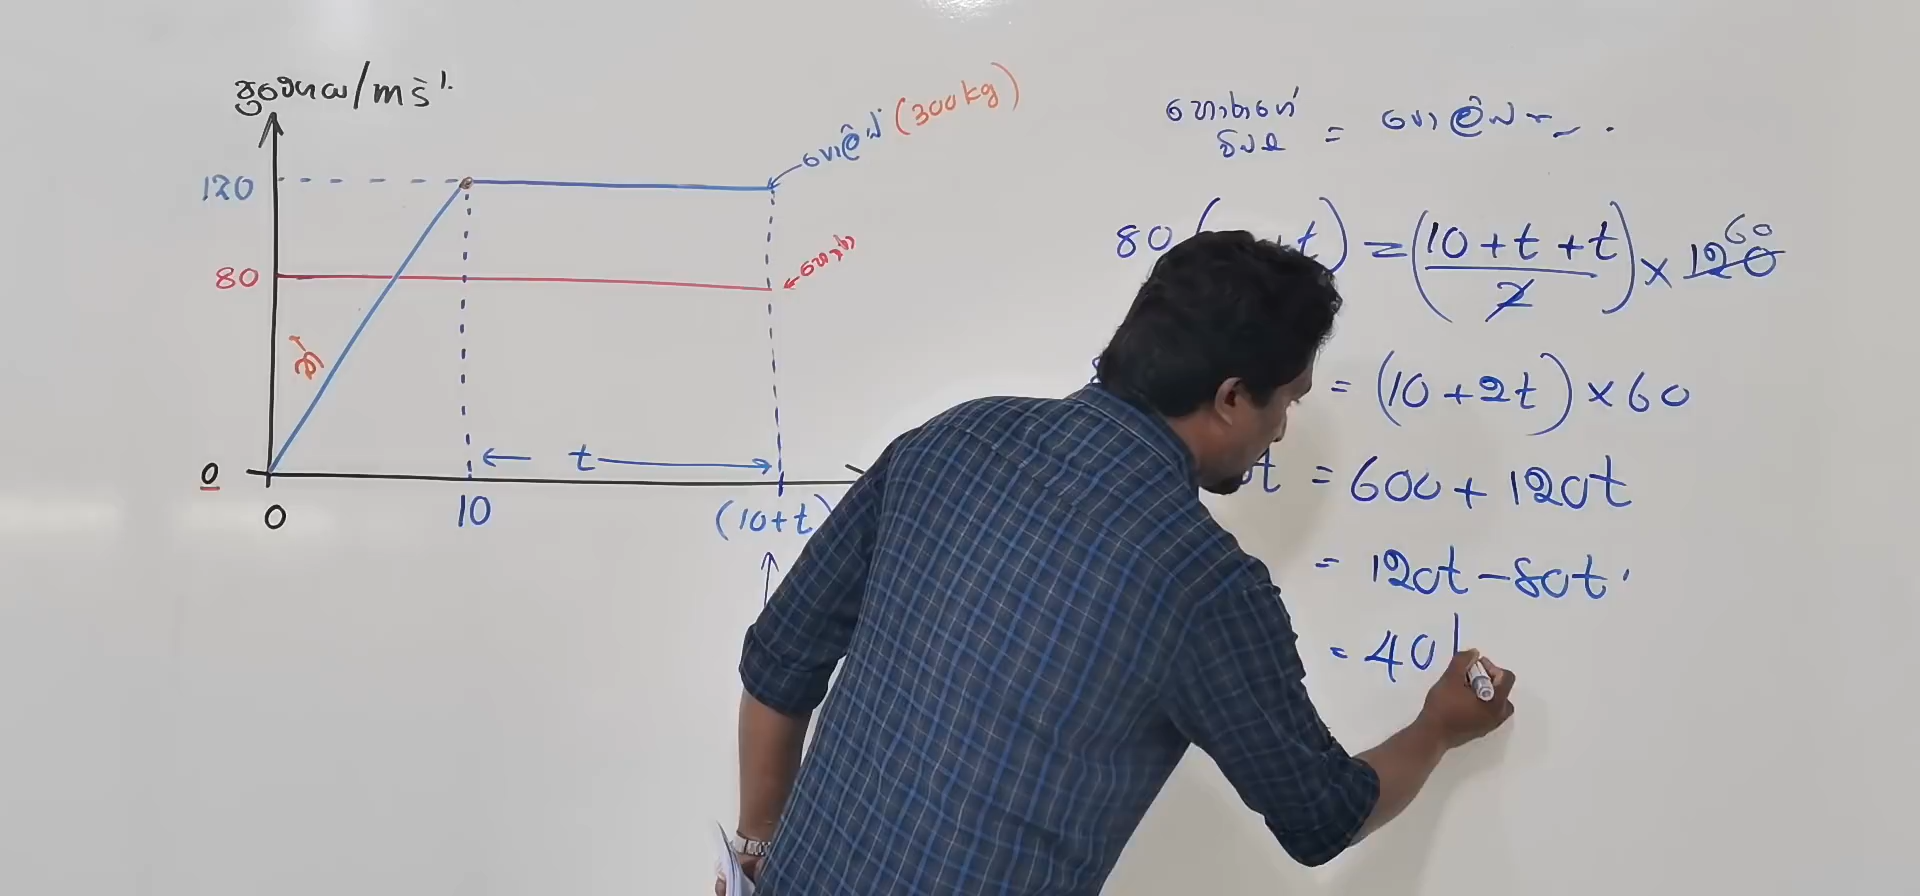 ප්‍රවේගය/ms⁻¹
120
80
0
0
10
(10+t)
← t →
පොලිස් (300kg)
හොරා
හොරාගේ
දුර = පොලිස්
80( t) = (10 + t + t / 2) × 120 60
= (10 + 2t) × 60
t = 600 + 120t
= 120t - 80t
= 40t